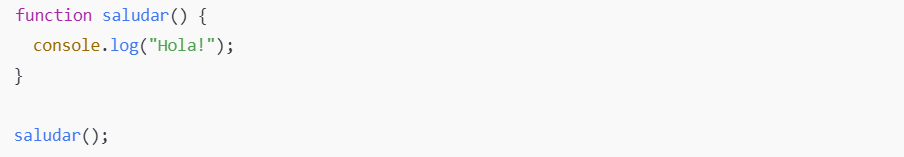 function saludar() {
  console.log("Hola!");
}

saludar();